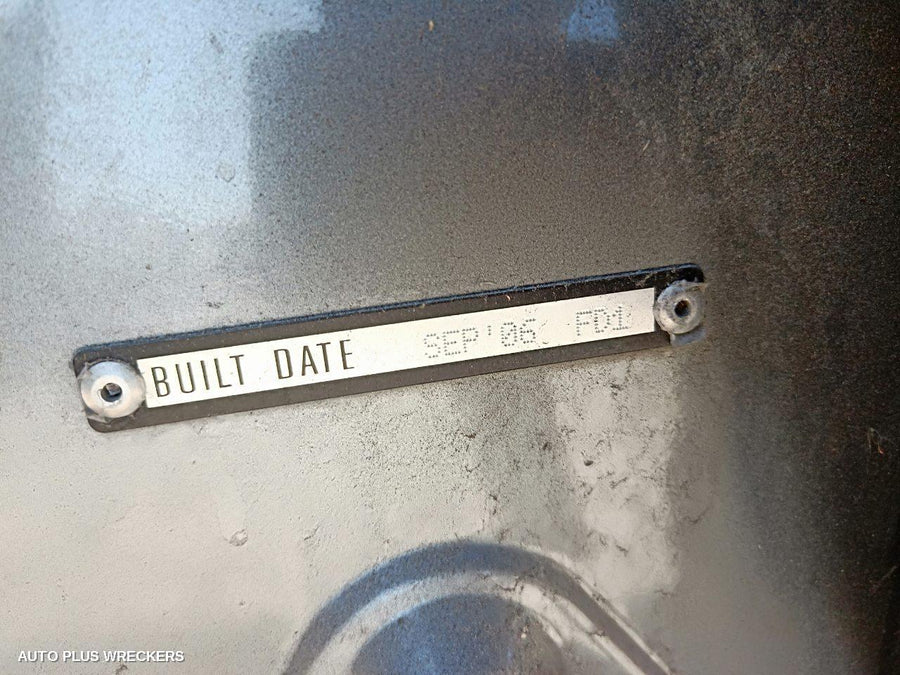 BUILT DATE SEP'06 FD1
AUTO PLUS WRECKERS